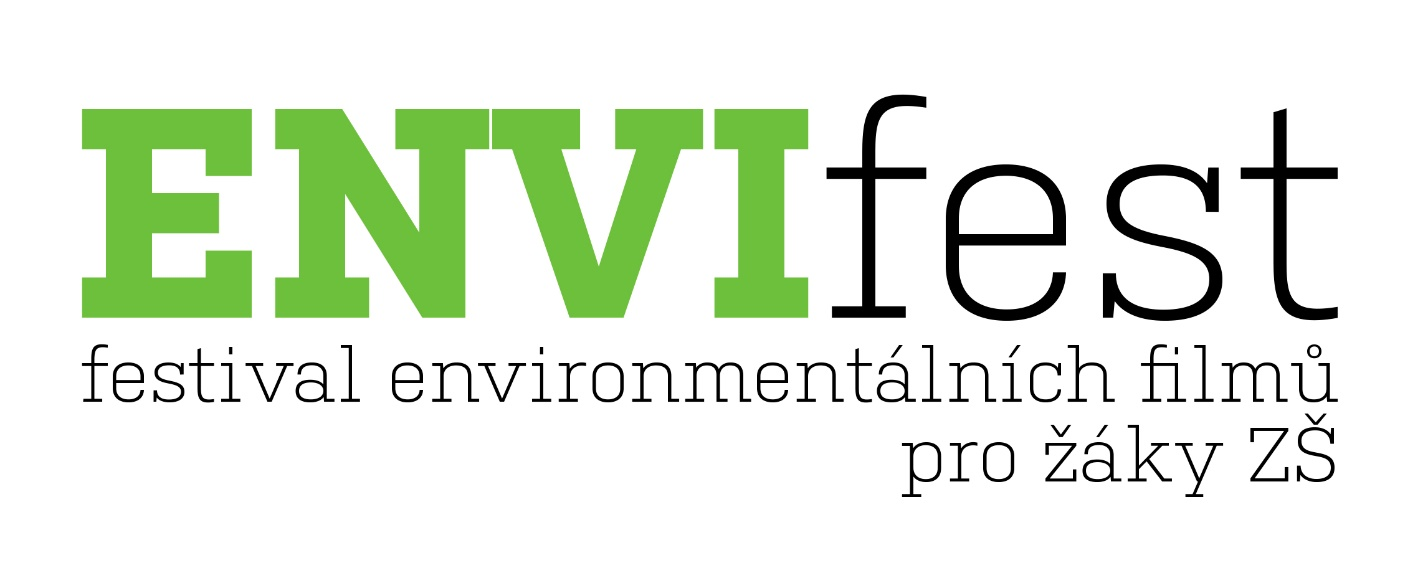 ENVIfest
festival environmentálních filmů
pro žáky ZŠ